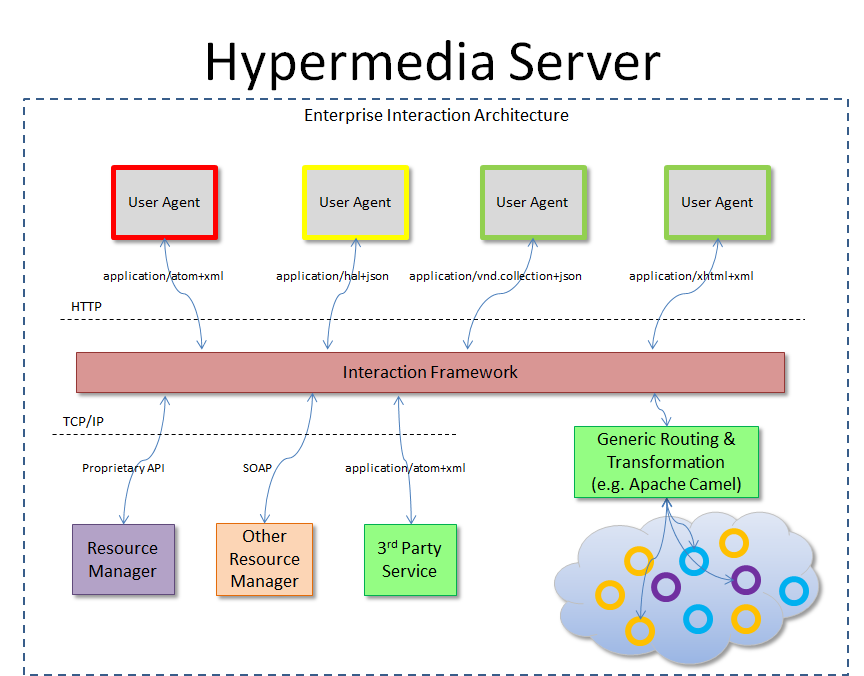 Hypermedia Server
Enterprise Interaction Architecture
User Agent
User Agent
User Agent
User Agent
application/atom+xml
application/hal+json
application/vnd.collection+json
application/xhtml+xml
HTTP
Interaction Framework
TCP/IP
Proprietary API
SOAP
application/atom+xml
Generic Routing &
Transformation
(e.g. Apache Camel)
Resource
Manager
Other
Resource
Manager
3rd Party
Service